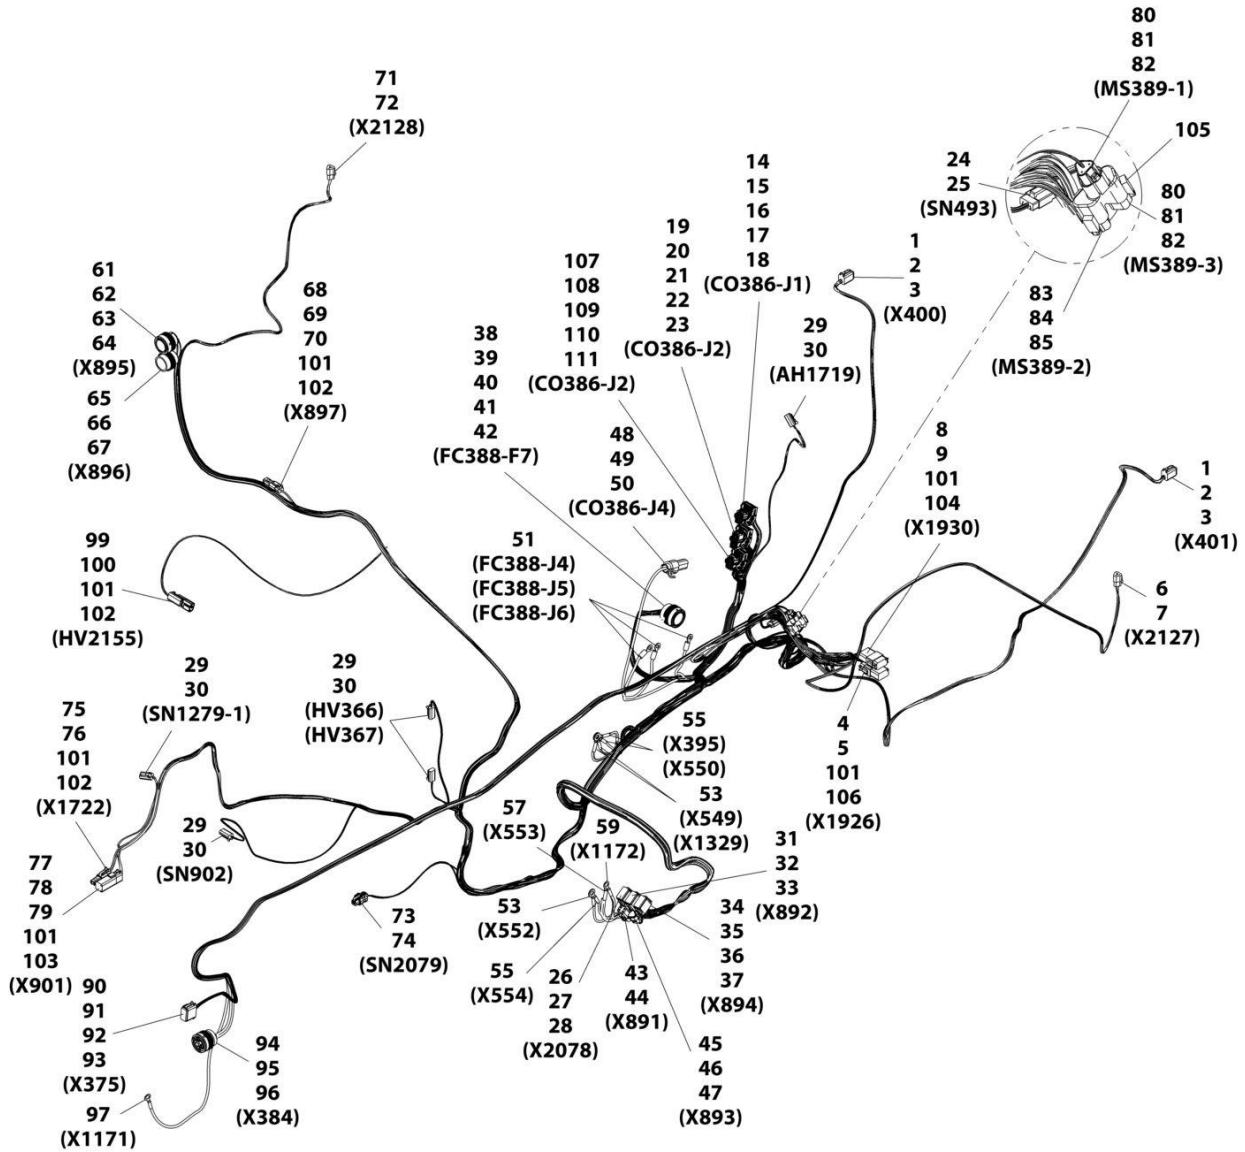 80
81
82
(MS389-1)
105
24
25
(SN493)
80
81
82
(MS389-3)
83
84
85
(MS389-2)
71
72
(X2128)
14
15
16
17
18
(CO386-J1)
19
20
21
22
23
(CO386-J2)
1
2
3
(X400)
107
108
109
110
111
(CO386-J2)
61
62
63
64
(X895)
65
66
67
(X896)
68
69
70
101
102
(X897)
38
39
40
41
42
(FC388-F7)
29
30
(AH1719)
48
49
50
(CO386-J4)
8
9
101
104
(X1930)
1
2
3
(X401)
99
100
101
102
(HV2155)
51
(FC388-J4)
(FC388-J5)
(FC388-J6)
6
7
(X2127)
29
30
(SN1279-1)
29
30
(HV366)
(HV367)
75
76
101
102
(X1722)
55
(X395)
(X550)
4
5
101
106
(X1926)
53
(X549)
(X1329)
57
(X553)
59
(X1172)
29
30
(SN902)
31
32
33
(X892)
77
78
79
101
103
(X901)
73
74
(SN2079)
53
(X552)
55
(X554)
26
27
28
(X2078)
43
44
(X891)
34
35
36
37
(X894)
45
46
47
(X893)
90
91
92
93
(X375)
94
95
96
(X384)
97
(X1171)